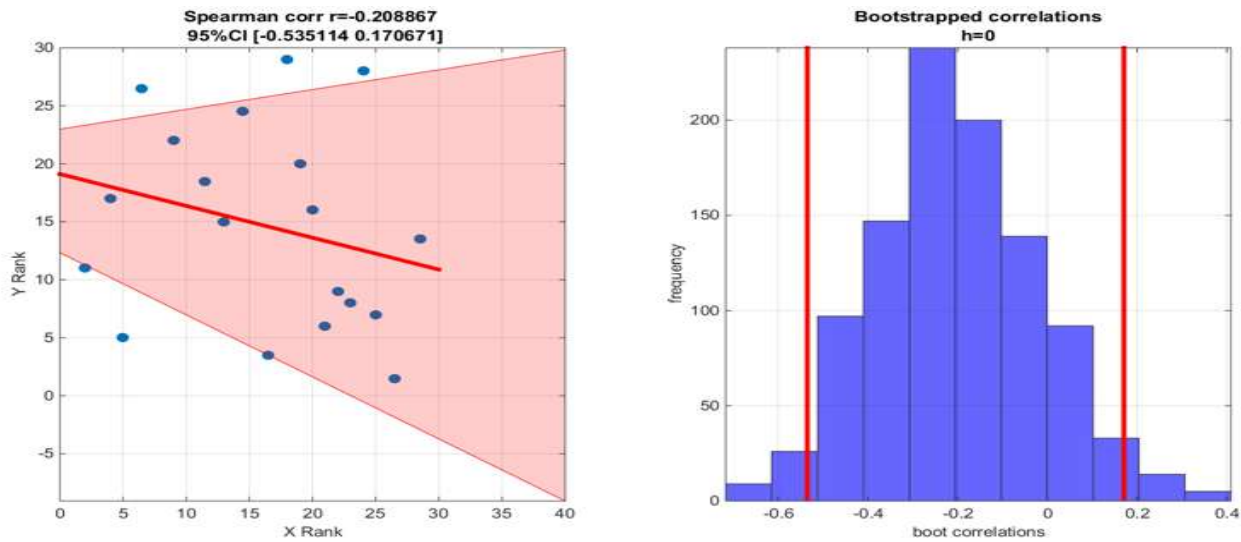 Spearman corr r=-0.208867
95%CI [-0.535114 0.170671]
30
25
20
15
10
5
0
-5
Y Rank
0 5 10 15 20 25 30 35 40
X Rank
Bootstrapped correlations
h=0
200
150
100
50
0
frequency
-0.6 -0.4 -0.2 0 0.2 0.4
boot correlations